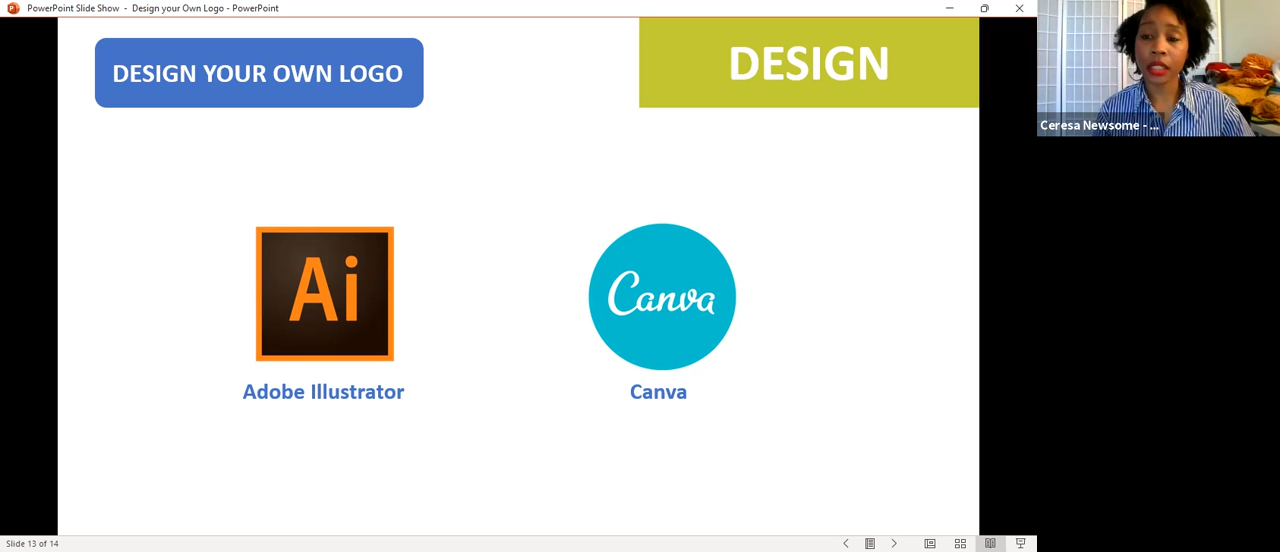 PowerPoint Slide Show - Design your Own Logo - PowerPoint
DESIGN YOUR OWN LOGO
DESIGN
Ceresa Newsome - ...
Ai
Canva
Adobe Illustrator
Canva
Slide 13 of 14